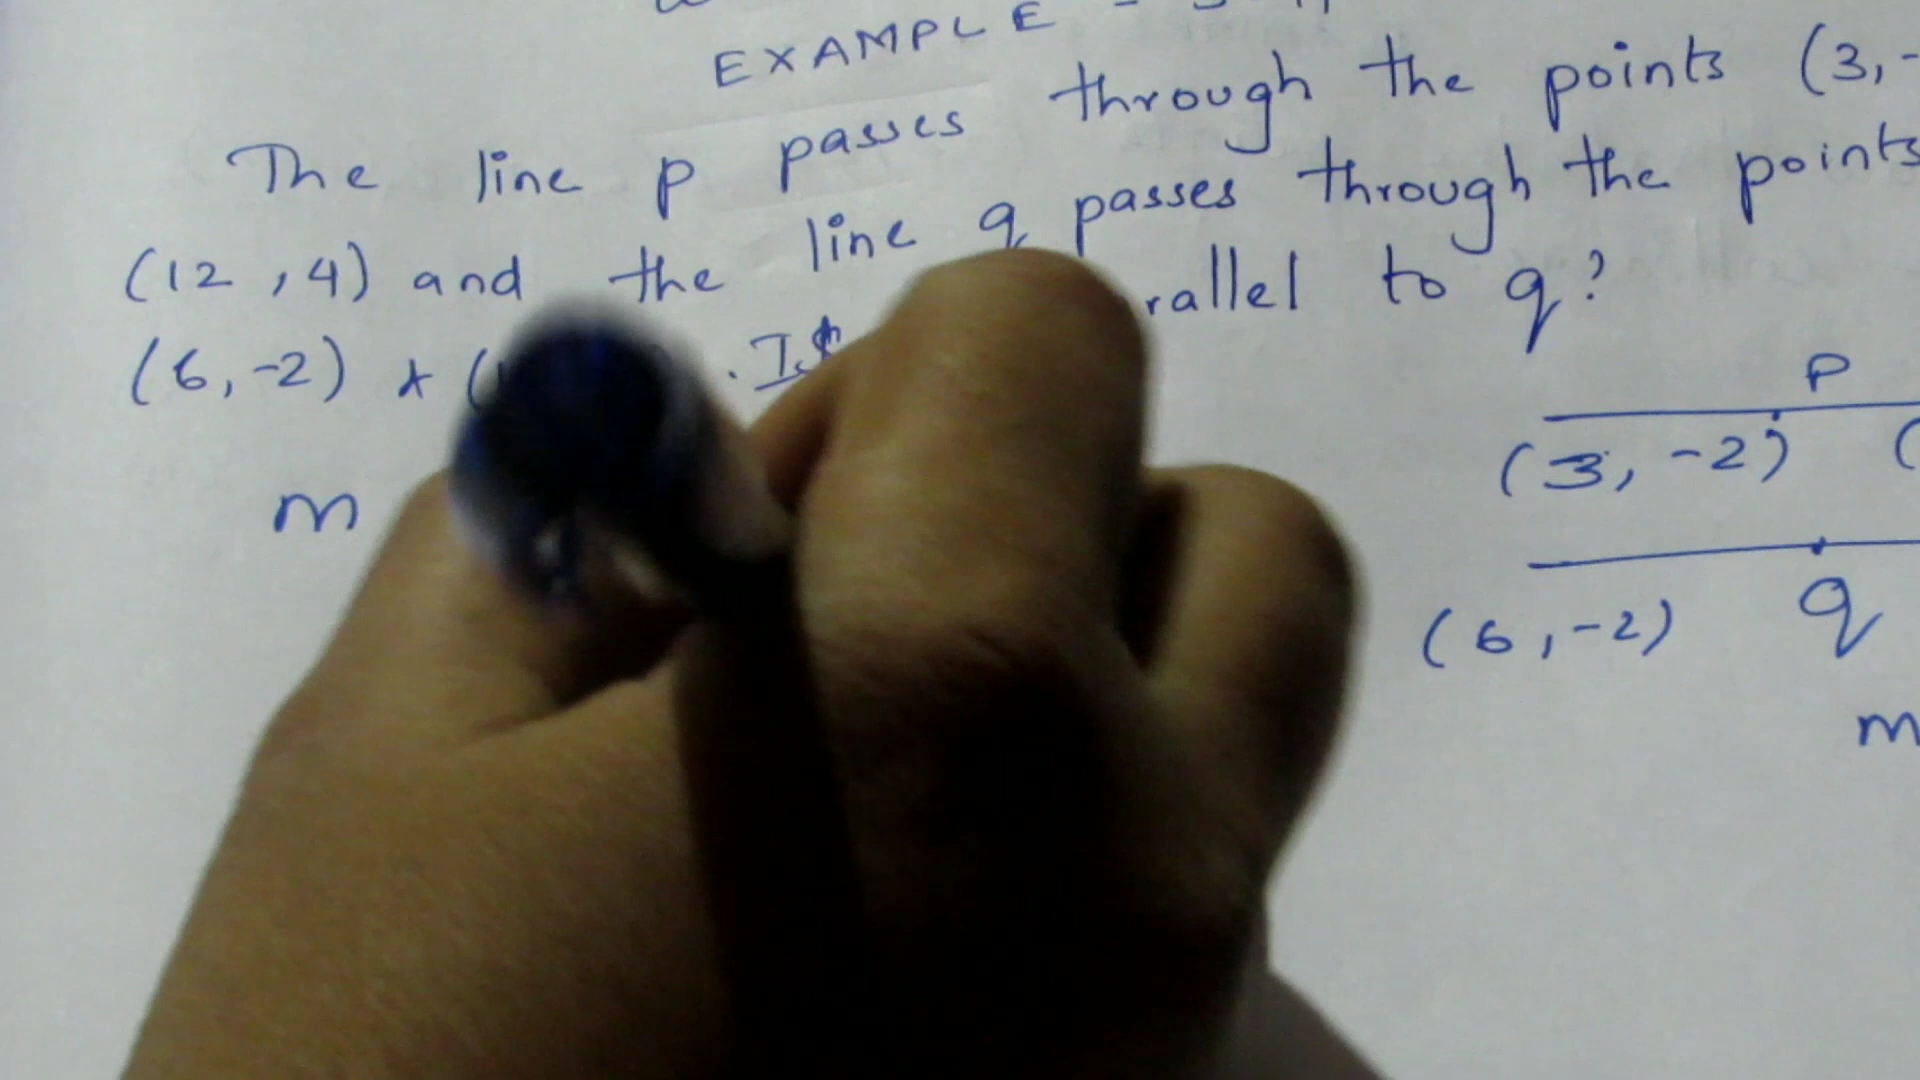 EXAMPLE -
The line p passes through the points (3,-
(12,4) and the line q passes through the points
(6,-2) & ( . Is rallel to q?
p
(3,-2) (
m
(6,-2) q
m